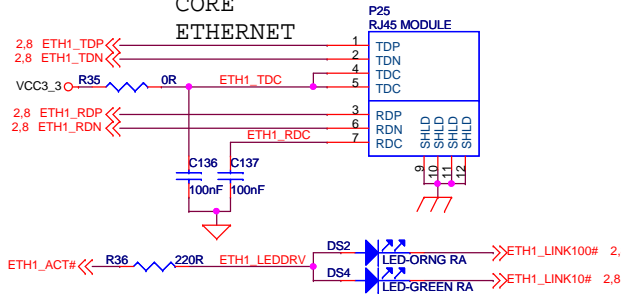 CORE
ETHERNET
P25
RJ45 MODULE
2,8 ETH1_TDP 1 TDP
2,8 ETH1_TDN 2 TDN
4 TDC
VCC3_3 R35 0R ETH1_TDC 5 TDC
2,8 ETH1_RDP 3 RDP
2,8 ETH1_RDN 6 RDN
ETH1_RDC 7 RDC
SHLD SHLD SHLD SHLD
9 10 11 12
C136 C137
100nF 100nF
DS2
LED-ORNG RA ETH1_LINK100# 2,
ETH1_ACT# R36 220R ETH1_LEDDRV
DS4
LED-GREEN RA ETH1_LINK10# 2,8